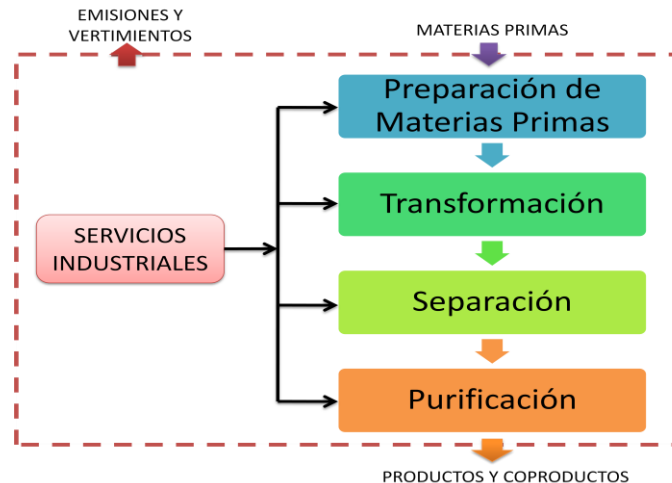 EMISIONES Y
VERTIMIENTOS
MATERIAS PRIMAS
Preparación de
Materias Primas
Transformación
SERVICIOS
INDUSTRIALES
Separación
Purificación
PRODUCTOS Y COPRODUCTOS